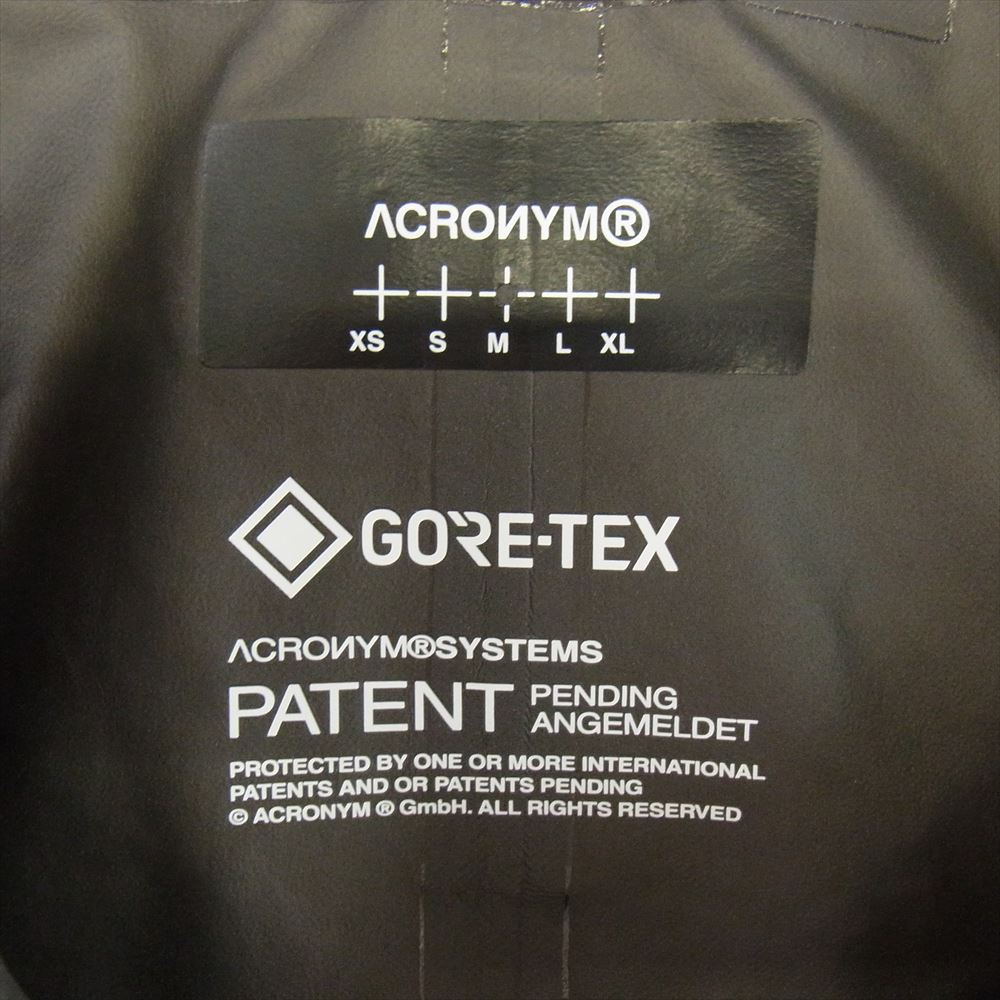 ACRONYM®
XS S M L XL
GORE-TEX
ACRONYM®SYSTEMS
PATENT PENDING
ANGEMELDET
PROTECTED BY ONE OR MORE INTERNATIONAL
PATENTS AND OR PATENTS PENDING
© ACRONYM ® GmbH. ALL RIGHTS RESERVED